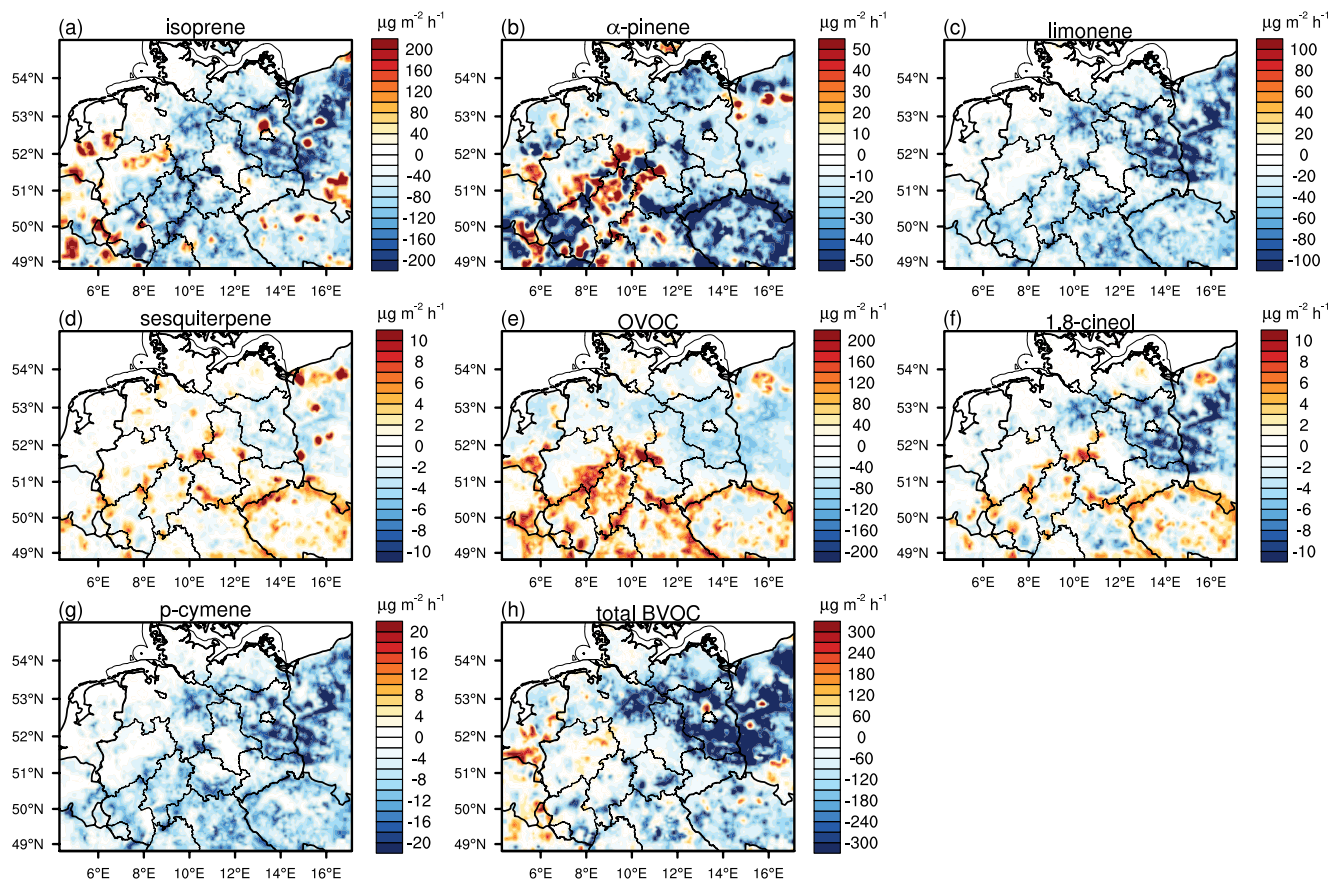 (a) isoprene μg m⁻² h⁻¹
54°N
53°N
52°N
51°N
50°N
49°N
6°E 8°E 10°E 12°E 14°E 16°E
200
160
120
80
40
0
-40
-80
-120
-160
-200
(b) α-pinene μg m⁻² h⁻¹
6°E 8°E 10°E 12°E 14°E 16°E
50
40
30
20
10
0
-10
-20
-30
-40
-50
(c) limonene μg m⁻² h⁻¹
54°N
53°N
52°N
51°N
50°N
49°N
6°E 8°E 10°E 12°E 14°E 16°E
100
80
60
40
20
0
-20
-40
-60
-80
-100
(d) sesquiterpene μg m⁻² h⁻¹
54°N
53°N
52°N
51°N
50°N
49°N
6°E 8°E 10°E 12°E 14°E 16°E
10
8
6
4
2
0
-2
-4
-6
-8
-10
(e) OVOC μg m⁻² h⁻¹
54°N
53°N
52°N
51°N
50°N
49°N
6°E 8°E 10°E 12°E 14°E 16°E
200
160
120
80
40
0
-40
-80
-120
-160
-200
(f) 1.8-cineol μg m⁻² h⁻¹
54°N
53°N
52°N
51°N
50°N
49°N
6°E 8°E 10°E 12°E 14°E 16°E
10
8
6
4
2
0
-2
-4
-6
-8
-10
(g) p-cymene μg m⁻² h⁻¹
54°N
53°N
52°N
51°N
50°N
49°N
6°E 8°E 10°E 12°E 14°E 16°E
20
16
12
8
4
0
-4
-8
-12
-16
-20
(h) total BVOC μg m⁻² h⁻¹
54°N
53°N
52°N
51°N
50°N
49°N
6°E 8°E 10°E 12°E 14°E 16°E
300
240
180
120
60
0
-60
-120
-180
-240
-300